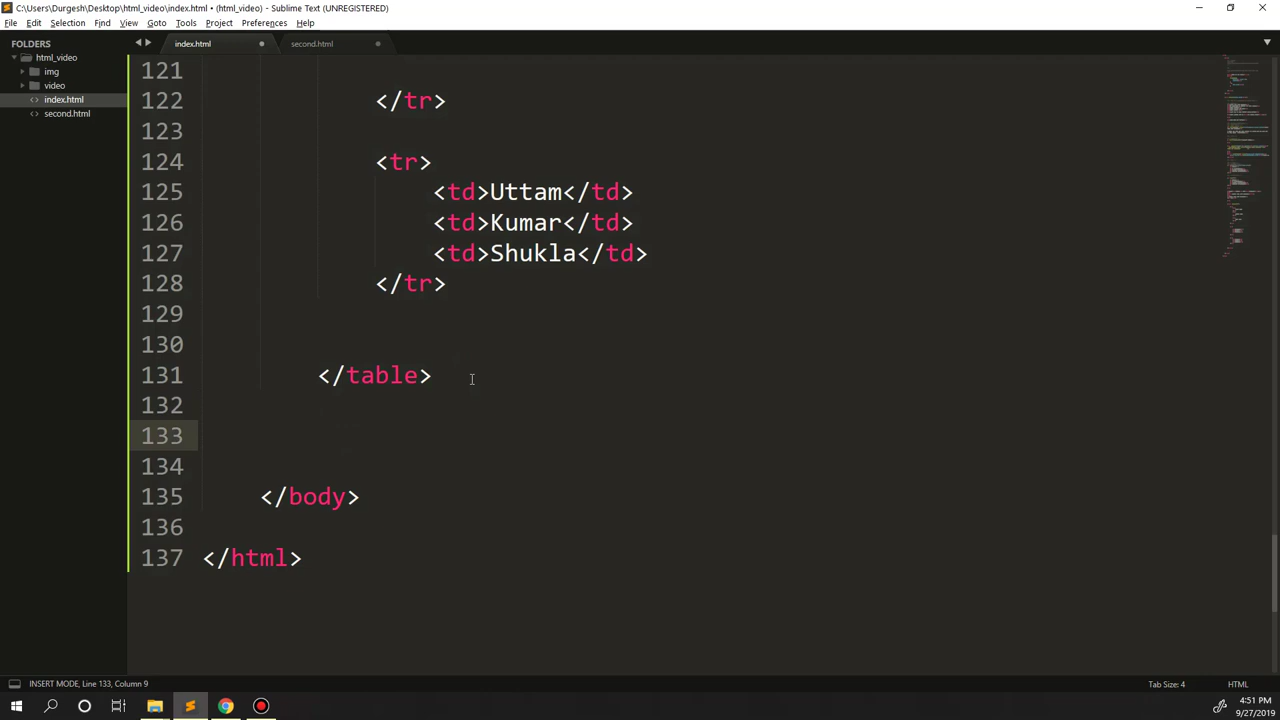 C:\Users\Durgesh\Desktop\html_video\index.html • (html_video) - Sublime Text (UNREGISTERED)
File Edit Selection Find View Goto Tools Project Preferences Help
FOLDERS
html_video
img
video
index.html
second.html
index.html second.html
121
122 </tr>
123
124 <tr>
125 <td>Uttam</td>
126 <td>Kumar</td>
127 <td>Shukla</td>
128 </tr>
129
130
131 </table>
132
133
134
135 </body>
136
137 </html>
INSERT MODE, Line 133, Column 9 Tab Size: 4 HTML
4:51 PM
9/27/2019